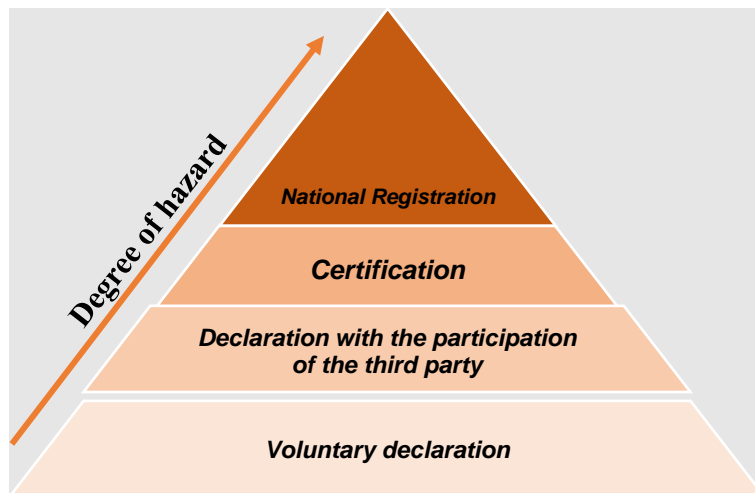 Degree of hazard
National Registration
Certification
Declaration with the participation
of the third party
Voluntary declaration